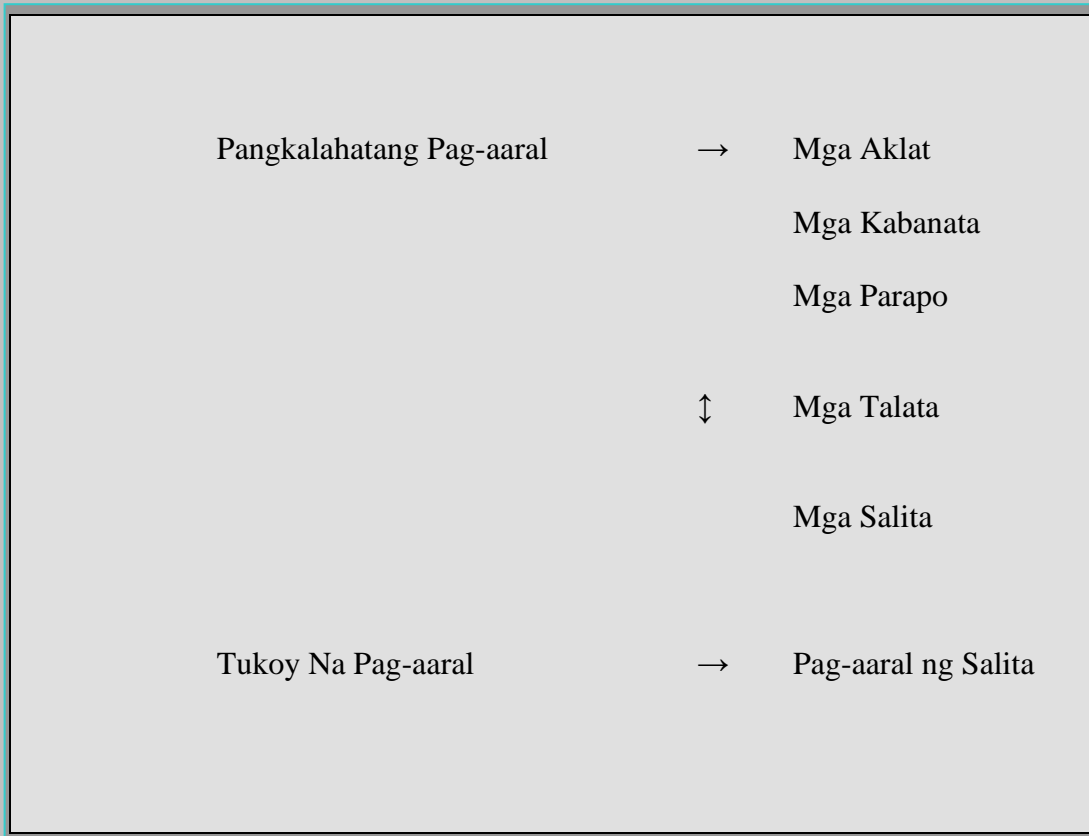 Pangkalahatang Pag-aaral → Mga Aklat
Mga Kabanata
Mga Parapo
↕ Mga Talata
Mga Salita
Tukoy Na Pag-aaral → Pag-aaral ng Salita